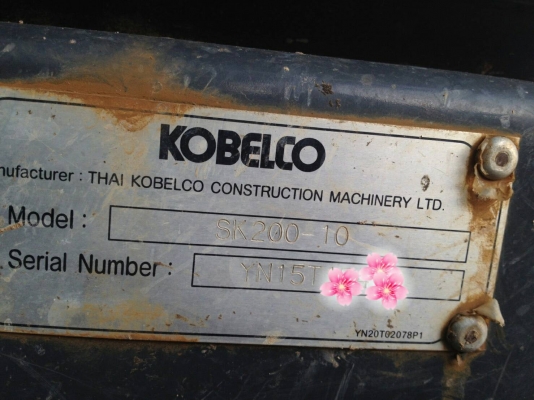 KOBELCO
nufacturer : THAI KOBELCO CONSTRUCTION MACHINERY LTD.
Model : SK200-10
Serial Number : YN15T
YN20T02078P1